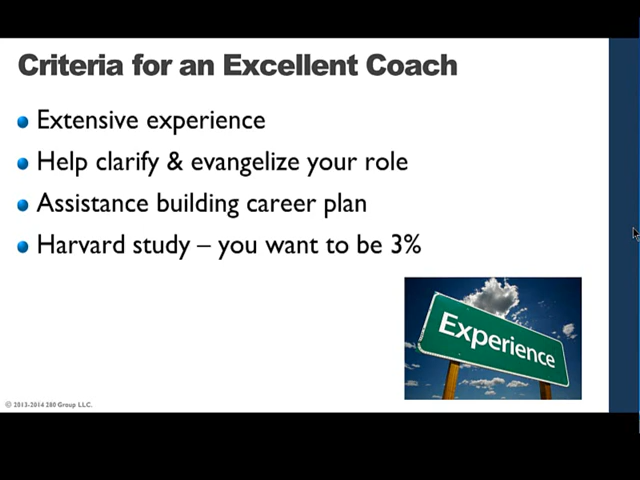 Criteria for an Excellent Coach
Extensive experience
Help clarify & evangelize your role
Assistance building career plan
Harvard study – you want to be 3%
Experience
© 2013-2014 280 Group LLC.